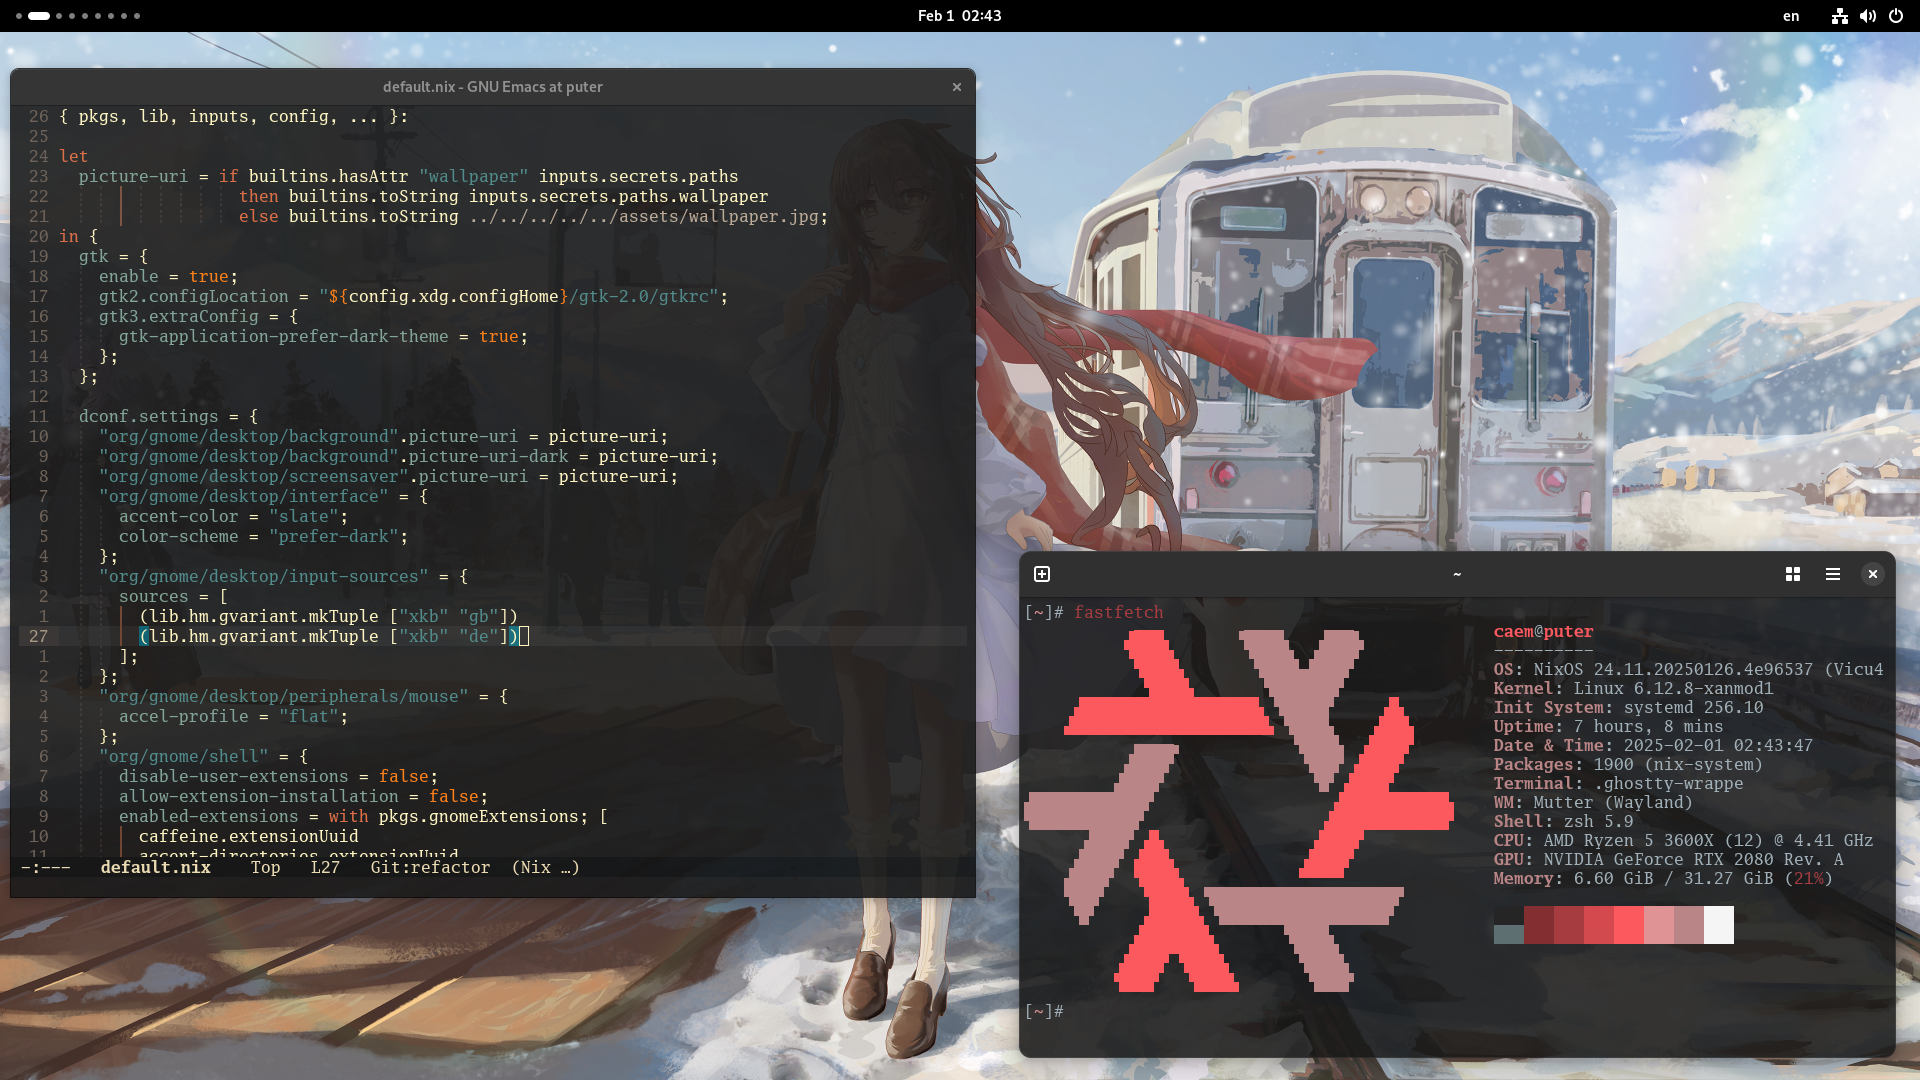 Feb 1 02:43
en
default.nix - GNU Emacs at puter
26 { pkgs, lib, inputs, config, ... }:
25
24 let
23   picture-uri = if builtins.hasAttr "wallpaper" inputs.secrets.paths
22                   then builtins.toString inputs.secrets.paths.wallpaper
21                   else builtins.toString ../../../../../assets/wallpaper.jpg;
20 in {
19   gtk = {
18     enable = true;
17     gtk2.configLocation = "${config.xdg.configHome}/gtk-2.0/gtkrc";
16     gtk3.extraConfig = {
15       gtk-application-prefer-dark-theme = true;
14     };
13   };
12
11   dconf.settings = {
10     "org/gnome/desktop/background".picture-uri = picture-uri;
9     "org/gnome/desktop/background".picture-uri-dark = picture-uri;
8     "org/gnome/desktop/screensaver".picture-uri = picture-uri;
7     "org/gnome/desktop/interface" = {
6       accent-color = "slate";
5       color-scheme = "prefer-dark";
4     };
3     "org/gnome/desktop/input-sources" = {
2       sources = [
1         (lib.hm.gvariant.mkTuple ["xkb" "gb"])
27         (lib.hm.gvariant.mkTuple ["xkb" "de"])
1       ];
2     };
3     "org/gnome/desktop/peripherals/mouse" = {
4       accel-profile = "flat";
5     };
6     "org/gnome/shell" = {
7       disable-user-extensions = false;
8       allow-extension-installation = false;
9       enabled-extensions = with pkgs.gnomeExtensions; [
10         caffeine.extensionUuid
11         accent-directories.extensionUuid
-:--- default.nix Top L27 Git:refactor (Nix …)
~
[~]# fastfetch
caem@puter
----------
OS: NixOS 24.11.20250126.4e96537 (Vicu4
Kernel: Linux 6.12.8-xanmod1
Init System: systemd 256.10
Uptime: 7 hours, 8 mins
Date & Time: 2025-02-01 02:43:47
Packages: 1900 (nix-system)
Terminal: .ghostty-wrappe
WM: Mutter (Wayland)
Shell: zsh 5.9
CPU: AMD Ryzen 5 3600X (12) @ 4.41 GHz
GPU: NVIDIA GeForce RTX 2080 Rev. A
Memory: 6.60 GiB / 31.27 GiB (21%)
[~]#